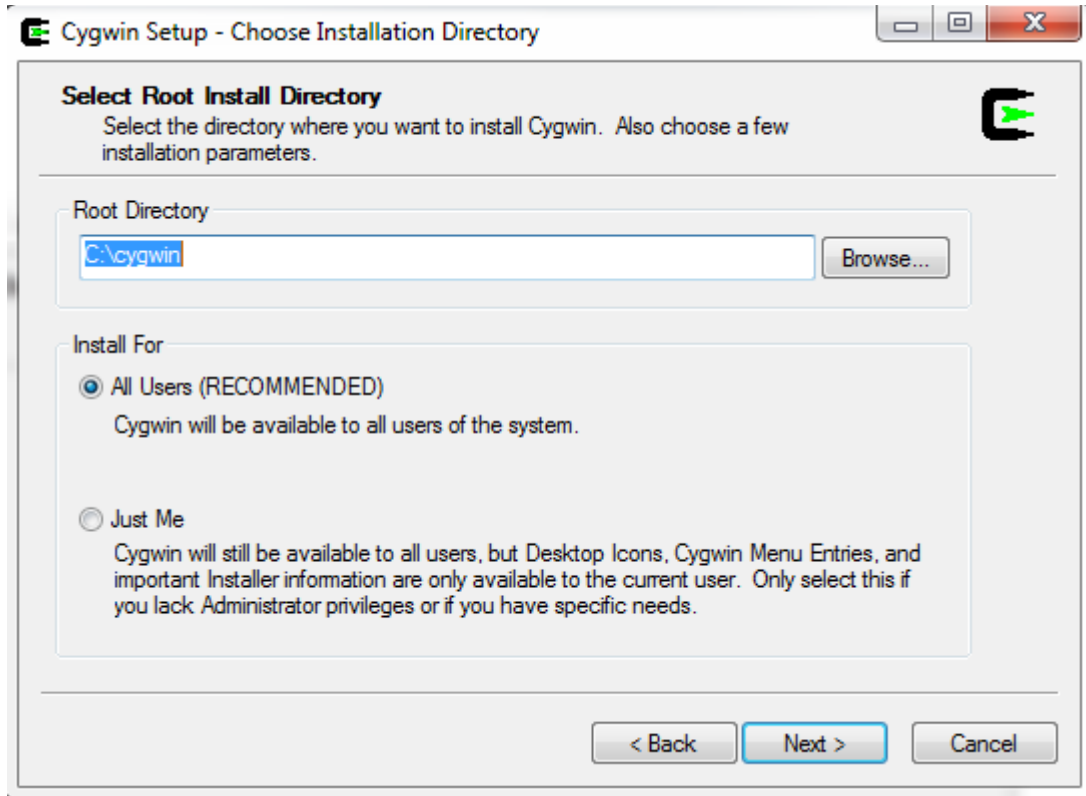 Cygwin Setup - Choose Installation Directory
Select Root Install Directory
Select the directory where you want to install Cygwin.  Also choose a few
installation parameters.
Root Directory
C:\cygwin
Browse...
Install For
All Users (RECOMMENDED)
Cygwin will be available to all users of the system.
Just Me
Cygwin will still be available to all users, but Desktop Icons, Cygwin Menu Entries, and
important Installer information are only available to the current user.  Only select this if
you lack Administrator privileges or if you have specific needs.
< Back
Next >
Cancel